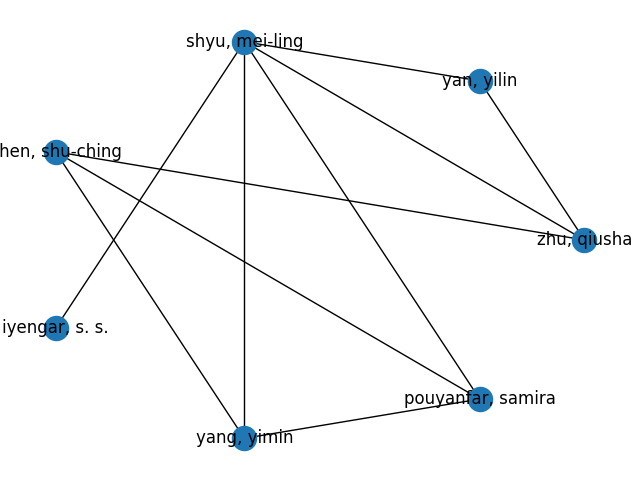 shyu, mei-ling
yan, yilin
hen, shu-ching
zhu, qiusha
iyengar, s. s.
pouyanfar, samira
yang, yimin